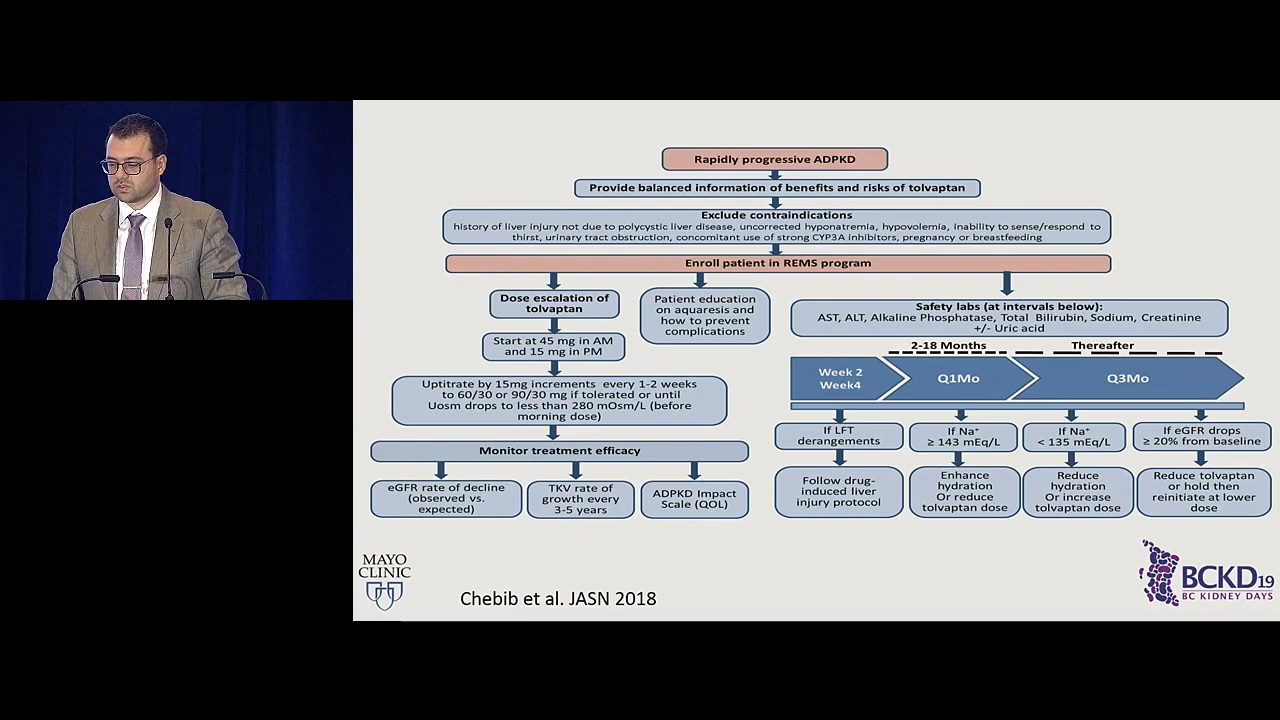 Rapidly progressive ADPKD
Provide balanced information of benefits and risks of tolvaptan
Exclude contraindications
history of liver injury not due to polycystic liver disease, uncorrected hyponatremia, hypovolemia, inability to sense/respond to
thirst, urinary tract obstruction, concomitant use of strong CYP3A inhibitors, pregnancy or breastfeeding
Enroll patient in REMS program
Dose escalation of
tolvaptan
Start at 45 mg in AM
and 15 mg in PM
Uptitrate by 15mg increments every 1-2 weeks
to 60/30 or 90/30 mg if tolerated or until
Uosm drops to less than 280 mOsm/L (before
morning dose)
Monitor treatment efficacy
eGFR rate of decline
(observed vs.
expected)
TKV rate of
growth every
3-5 years
ADPKD Impact
Scale (QOL)
Patient education
on aquaresis and
how to prevent
complications
Safety labs (at intervals below):
AST, ALT, Alkaline Phosphatase, Total Bilirubin, Sodium, Creatinine
+/- Uric acid
2-18 Months
Thereafter
Week 2
Week4
Q1Mo
Q3Mo
If LFT
derangements
If Na⁺
≥ 143 mEq/L
If Na⁺
< 135 mEq/L
If eGFR drops
≥ 20% from baseline
Follow drug-
induced liver
injury protocol
Enhance
hydration
Or reduce
tolvaptan dose
Reduce
hydration
Or increase
tolvaptan dose
Reduce tolvaptan
or hold then
reinitiate at lower
dose
MAYO
CLINIC
Chebib et al. JASN 2018
BCKD19
BC KIDNEY DAYS